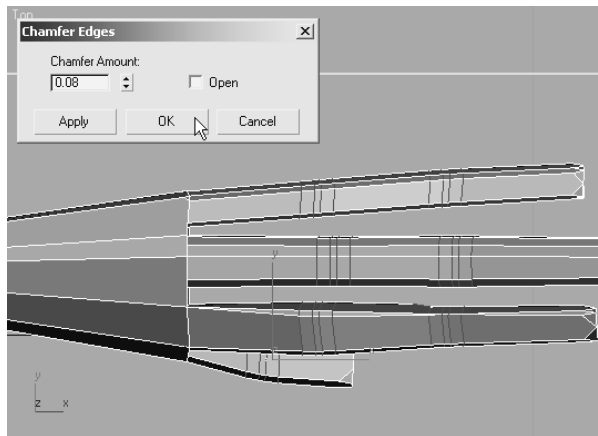 Top
Chamfer Edges
Chamfer Amount:
0.08
Open
Apply OK Cancel
y
y
z x